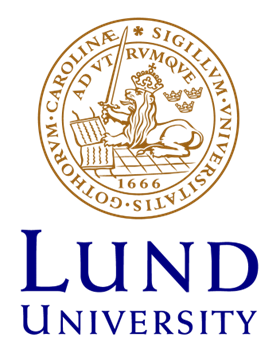 SIGILLVM·VNIVERSITATIS·GOTHORVM·CAROLINÆ
AD VTRVMQVE
1666
LUND
UNIVERSITY